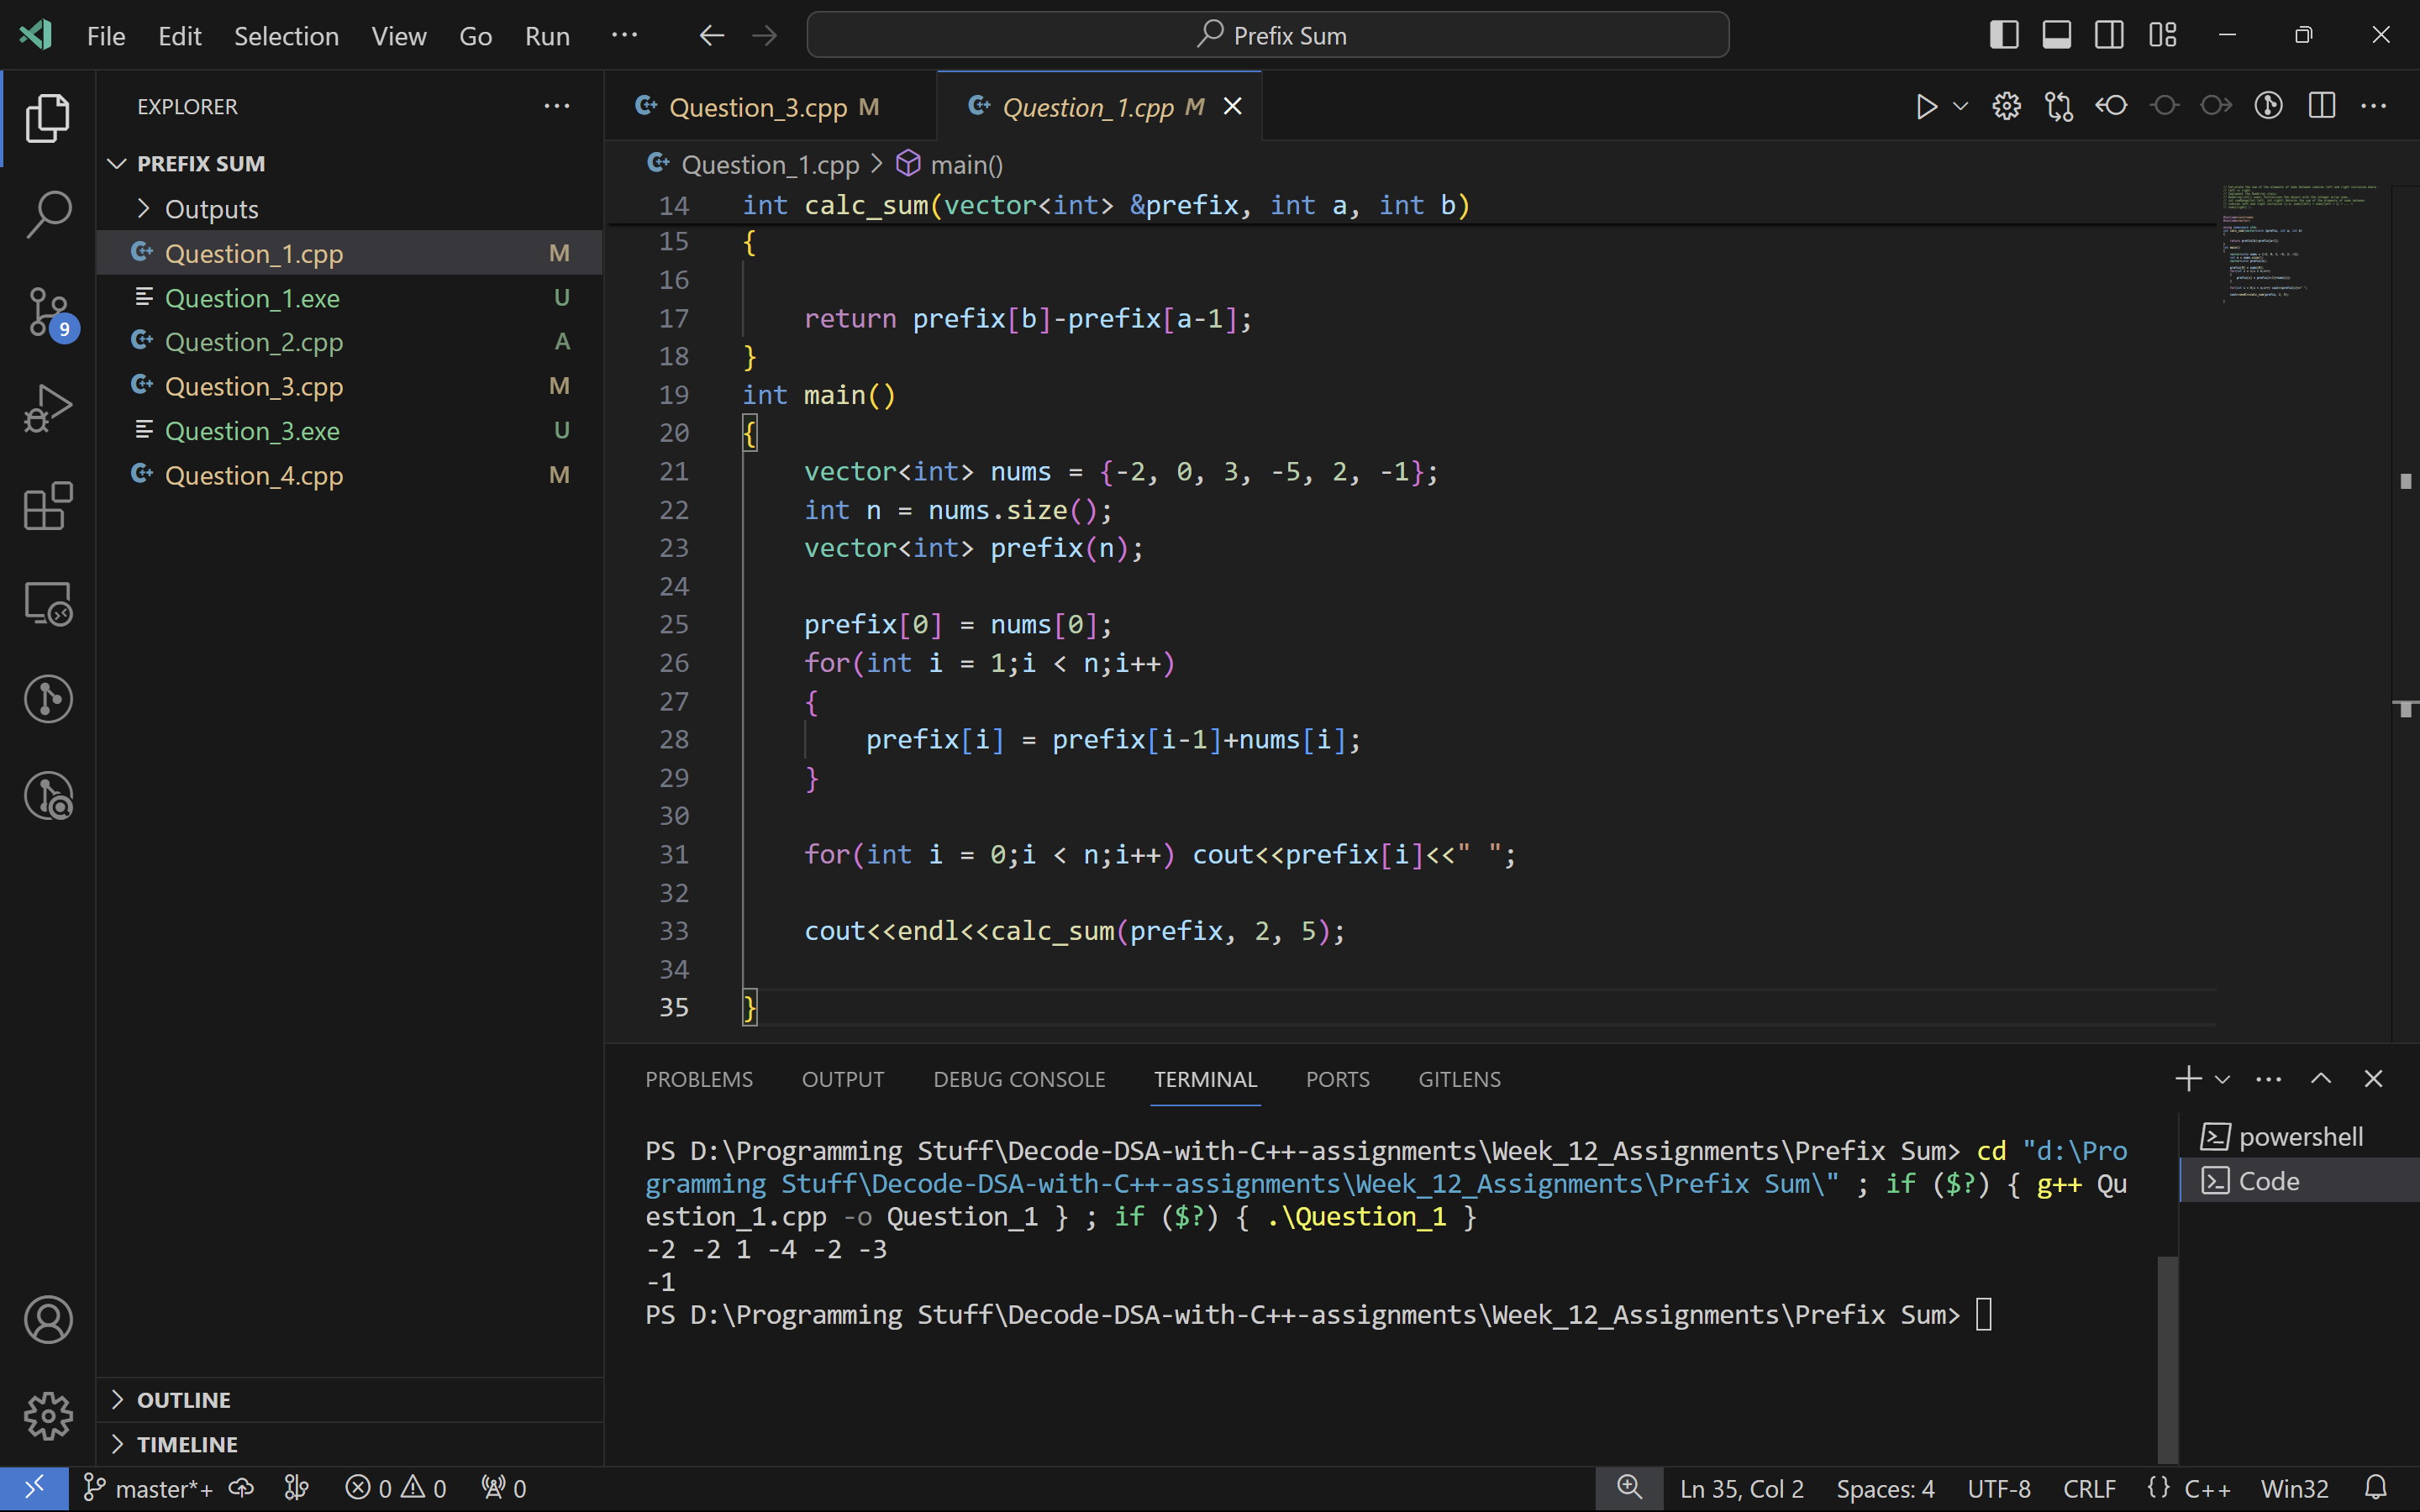 File Edit Selection View Go Run ··· Prefix Sum
EXPLORER ···
PREFIX SUM
Outputs
Question_1.cpp M
Question_1.exe U
Question_2.cpp A
Question_3.cpp M
Question_3.exe U
Question_4.cpp M
OUTLINE
TIMELINE
Question_3.cpp M Question_1.cpp M
Question_1.cpp > main()
14 int calc_sum(vector<int> &prefix, int a, int b)
15 {
16
17 return prefix[b]-prefix[a-1];
18 }
19 int main()
20 {
21 vector<int> nums = {-2, 0, 3, -5, 2, -1};
22 int n = nums.size();
23 vector<int> prefix(n);
24
25 prefix[0] = nums[0];
26 for(int i = 1;i < n;i++)
27 {
28 prefix[i] = prefix[i-1]+nums[i];
29 }
30
31 for(int i = 0;i < n;i++) cout<<prefix[i]<<" ";
32
33 cout<<endl<<calc_sum(prefix, 2, 5);
34
35 }
PROBLEMS OUTPUT DEBUG CONSOLE TERMINAL PORTS GITLENS
PS D:\Programming Stuff\Decode-DSA-with-C++-assignments\Week_12_Assignments\Prefix Sum> cd "d:\Pro
gramming Stuff\Decode-DSA-with-C++-assignments\Week_12_Assignments\Prefix Sum\" ; if ($?) { g++ Qu
estion_1.cpp -o Question_1 } ; if ($?) { .\Question_1 }
-2 -2 1 -4 -2 -3
-1
PS D:\Programming Stuff\Decode-DSA-with-C++-assignments\Week_12_Assignments\Prefix Sum>
powershell
Code
9
master*+ 0 0 0 Ln 35, Col 2 Spaces: 4 UTF-8 CRLF {} C++ Win32